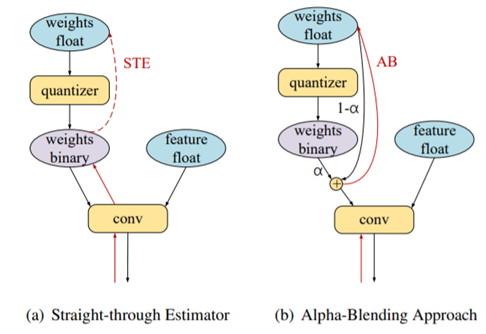 weights
float
STE
quantizer
weights
binary
feature
float
conv
(a) Straight-through Estimator
weights
float
AB
quantizer
1-α
weights
binary
feature
float
α
+
conv
(b) Alpha-Blending Approach